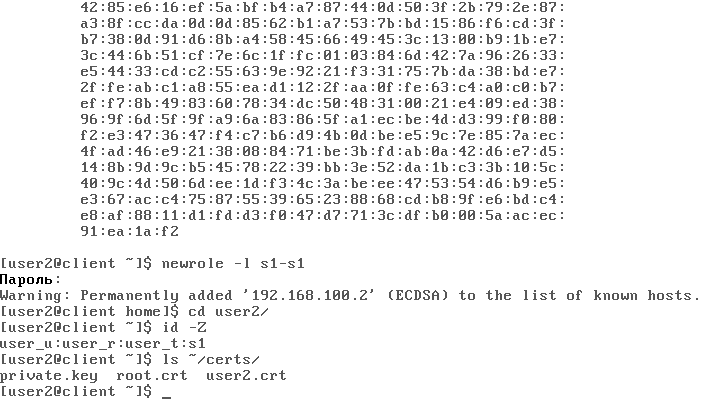 42:85:e6:16:ef:5a:bf:b4:a7:87:44:0d:50:3f:2b:79:2e:87:
a3:8f:cc:da:0d:0d:85:62:b1:a7:53:7b:bd:15:86:f6:cd:3f:
b7:38:0d:91:d6:8b:a4:58:45:66:49:45:3c:13:00:b9:1b:e7:
3c:44:6b:51:cf:7e:6c:1f:fc:01:03:84:6d:42:7a:96:26:33:
e5:44:33:cd:c2:55:63:9e:92:21:f3:31:75:7b:da:38:bd:e7:
2f:fe:ab:c1:a8:55:ea:d1:12:2f:aa:0f:fe:63:c4:a0:c0:b7:
ef:f7:8b:49:83:60:78:34:dc:50:48:31:00:21:e4:09:ed:38:
96:9f:6d:5f:9f:a9:6a:83:86:5f:a1:ec:be:4d:d3:99:f0:80:
f2:e3:47:36:47:f4:c7:b6:d9:4b:0d:be:e5:9c:7e:85:7a:ec:
4f:ad:46:e9:21:38:08:84:71:be:3b:fd:ab:0a:42:d6:e7:d5:
14:8b:9d:9c:b5:45:78:22:39:bb:3e:52:da:1b:c3:3b:10:5c:
40:9c:4d:50:6d:ee:1d:f3:4c:3a:be:ee:47:53:54:d6:b9:e5:
e3:67:ac:c4:75:87:55:39:65:23:88:68:cd:b8:9f:e6:bd:c4:
e8:af:88:11:d1:fd:d3:f0:47:d7:71:3c:df:b0:00:5a:ac:ec:
91:ea:1a:f2
[user2@client ~]$ newrole -l s1-s1
Пароль:
Warning: Permanently added '192.168.100.2' (ECDSA) to the list of known hosts.
[user2@client home]$ cd user2/
[user2@client ~]$ id -Z
user_u:user_r:user_t:s1
[user2@client ~]$ ls ~/certs/
private.key  root.crt  user2.crt
[user2@client ~]$ _